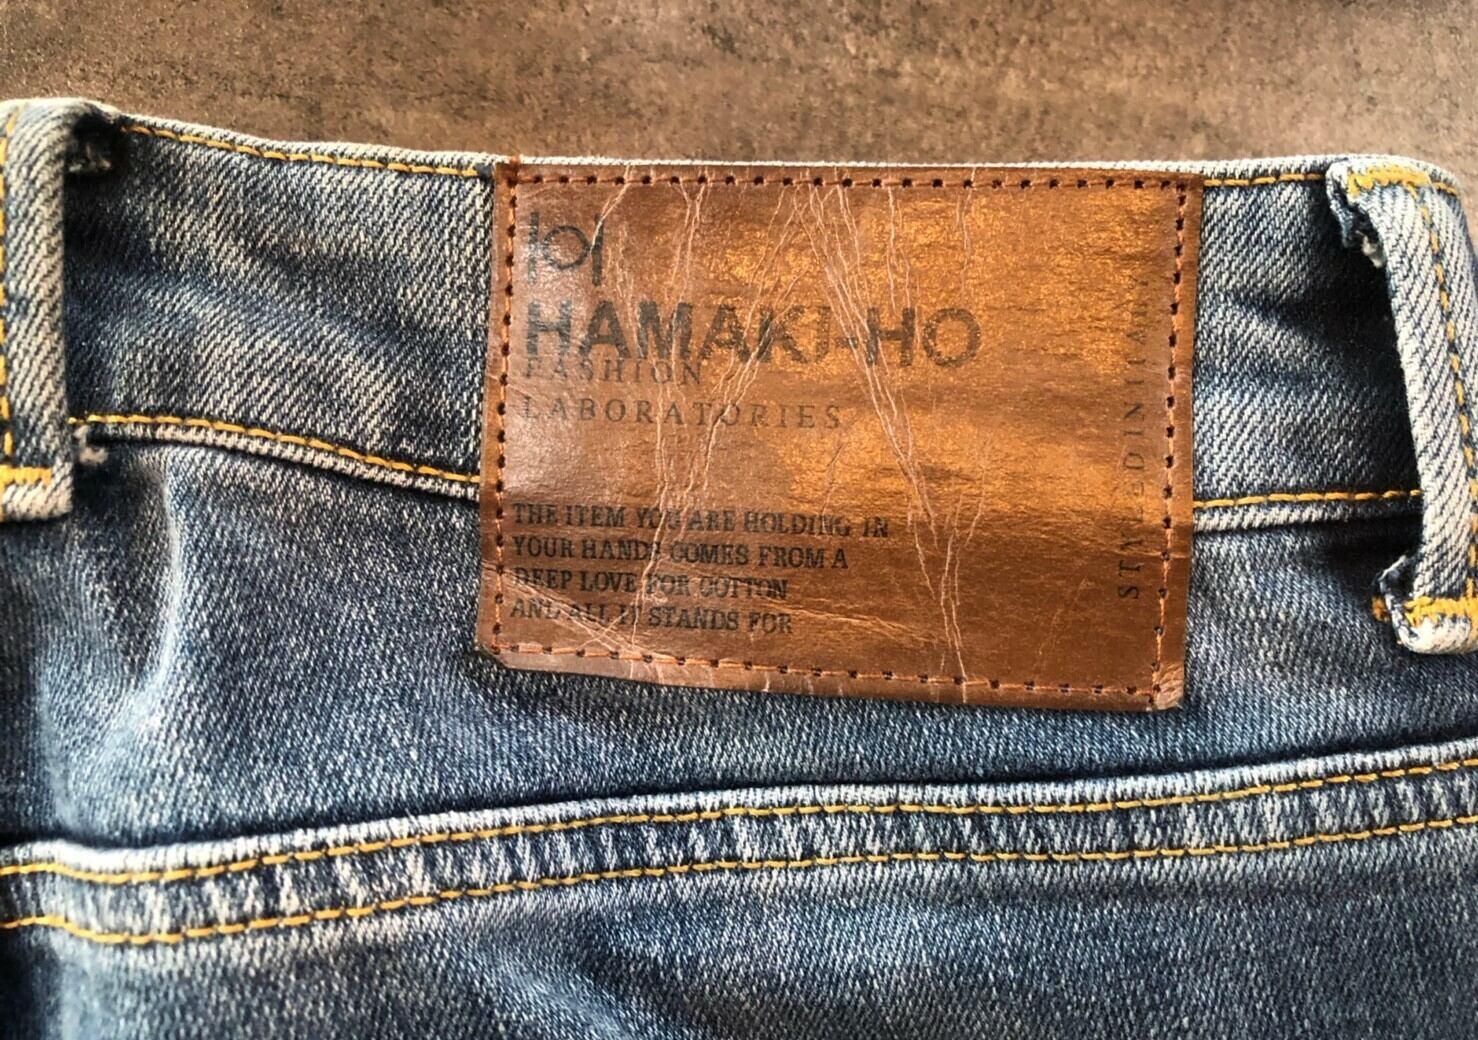 HAMAKI-HO
FASHION
LABORATORIES
THE ITEM YOU ARE HOLDING IN
YOUR HANDS COMES FROM A
DEEP LOVE FOR COTTON
AND ALL IT STANDS FOR
STYLED IN ITALY